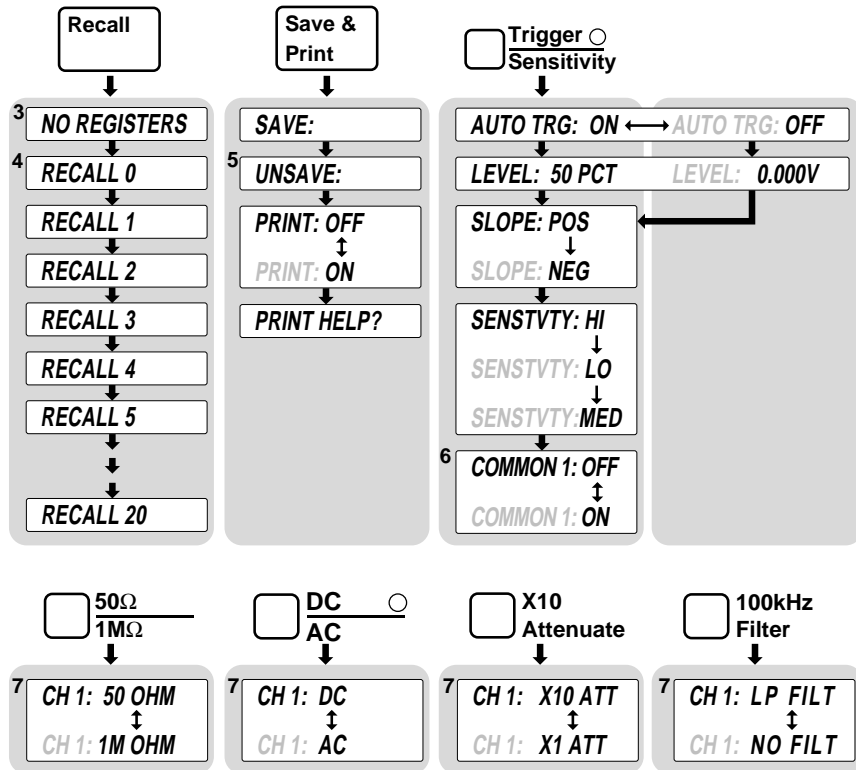 Recall
3
NO REGISTERS
4
RECALL 0
RECALL 1
RECALL 2
RECALL 3
RECALL 4
RECALL 5
RECALL 20
Save &
Print
SAVE:
5
UNSAVE:
PRINT: OFF
PRINT: ON
PRINT HELP?
Trigger
Sensitivity
AUTO TRG: ON
AUTO TRG: OFF
LEVEL: 50 PCT
LEVEL: 0.000V
SLOPE: POS
SLOPE: NEG
SENSTVTY: HI
SENSTVTY: LO
SENSTVTY: MED
6
COMMON 1: OFF
COMMON 1: ON
50Ω
1MΩ
7
CH 1: 50 OHM
CH 1: 1M OHM
DC
AC
7
CH 1: DC
CH 1: AC
X10
Attenuate
7
CH 1: X10 ATT
CH 1: X1 ATT
100kHz
Filter
7
CH 1: LP FILT
CH 1: NO FILT